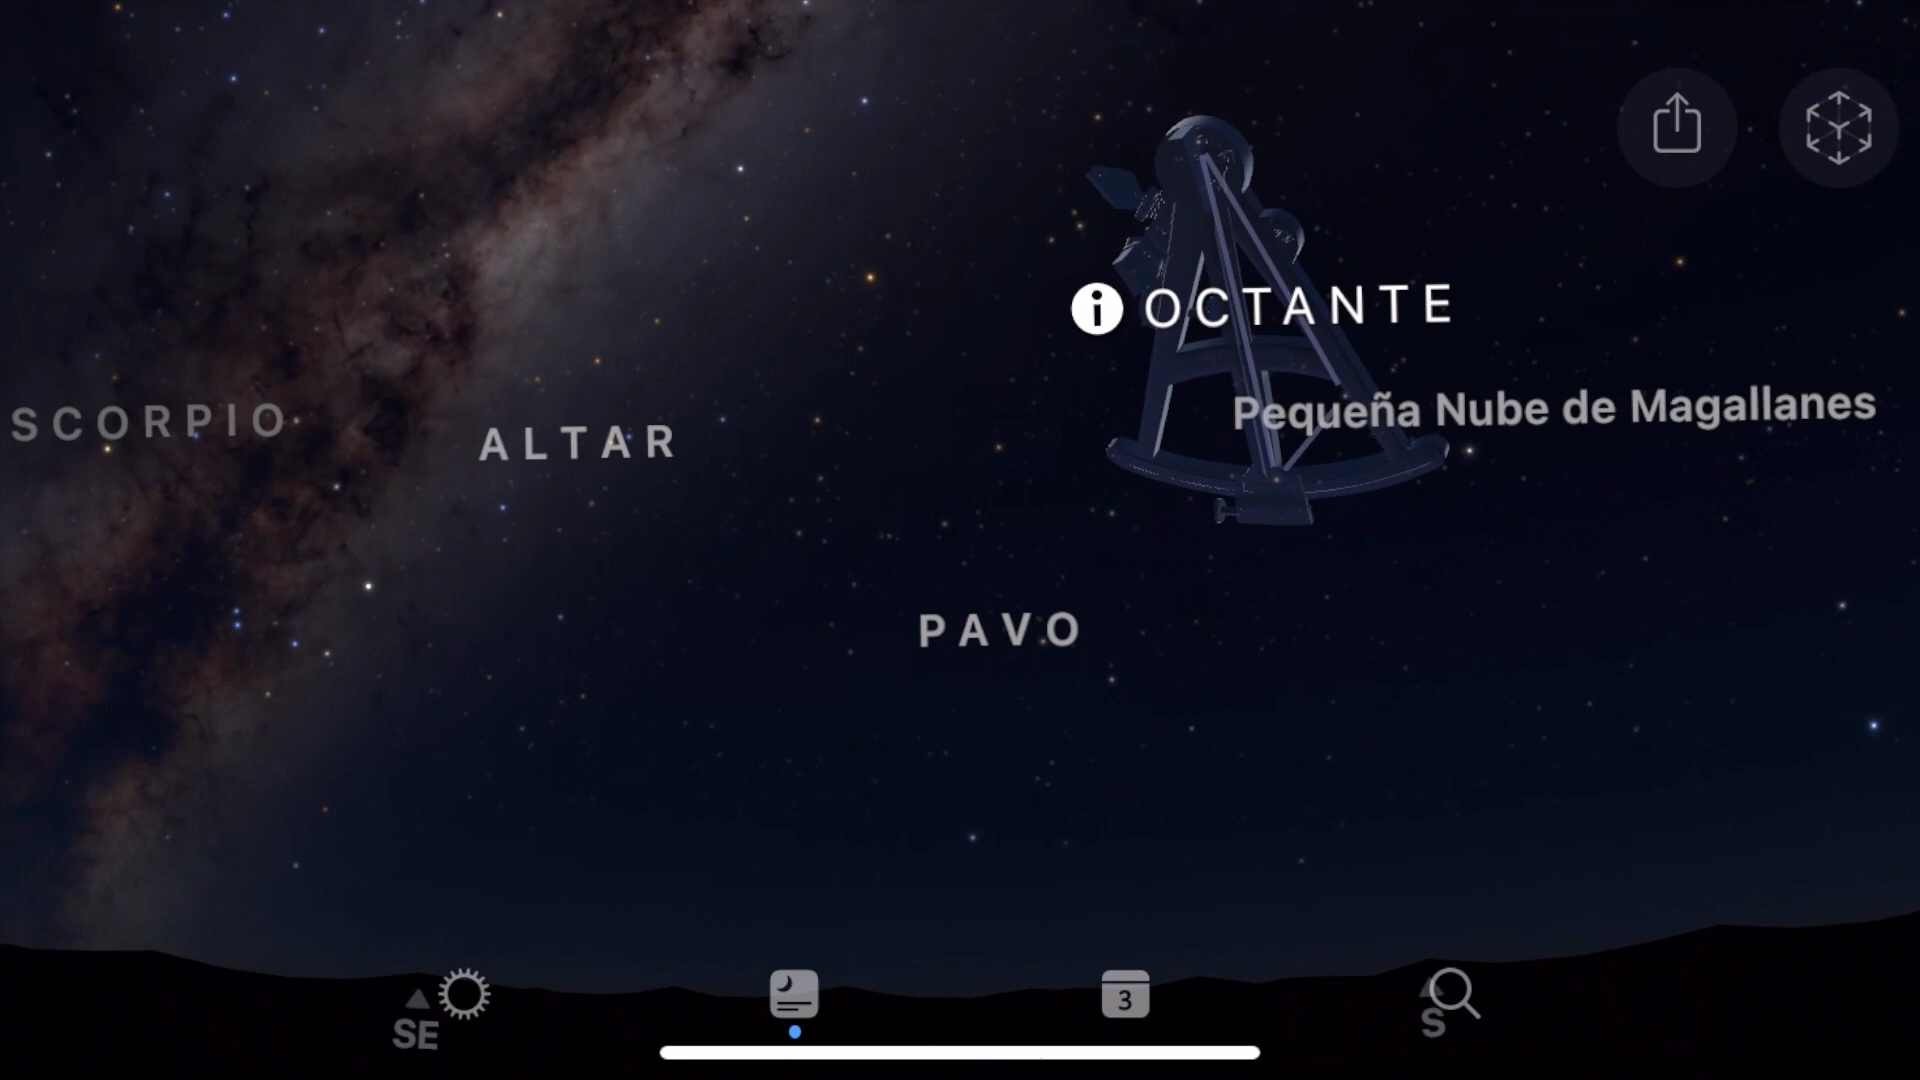 OCTANTE
Pequeña Nube de Magallanes
SCORPIO
ALTAR
PAVO
3
SE
S